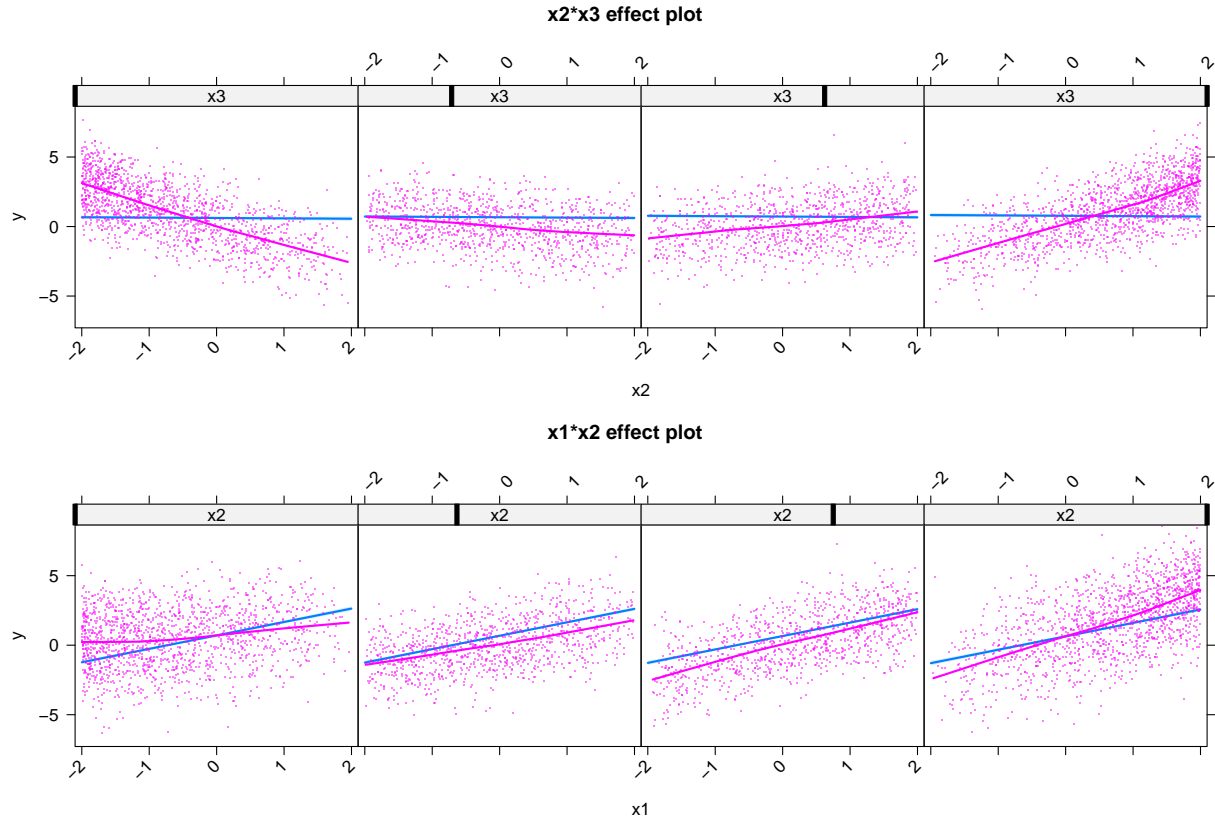 x2*x3 effect plot
-2 -1 0 1 2 -2 -1 0 1 2
x3 x3 x3 x3
5
0
-5
y
-2 -1 0 1 2 -2 -1 0 1 2
x2
x1*x2 effect plot
-2 -1 0 1 2 -2 -1 0 1 2
x2 x2 x2 x2
5
0
-5
y
-2 -1 0 1 2 -2 -1 0 1 2
x1